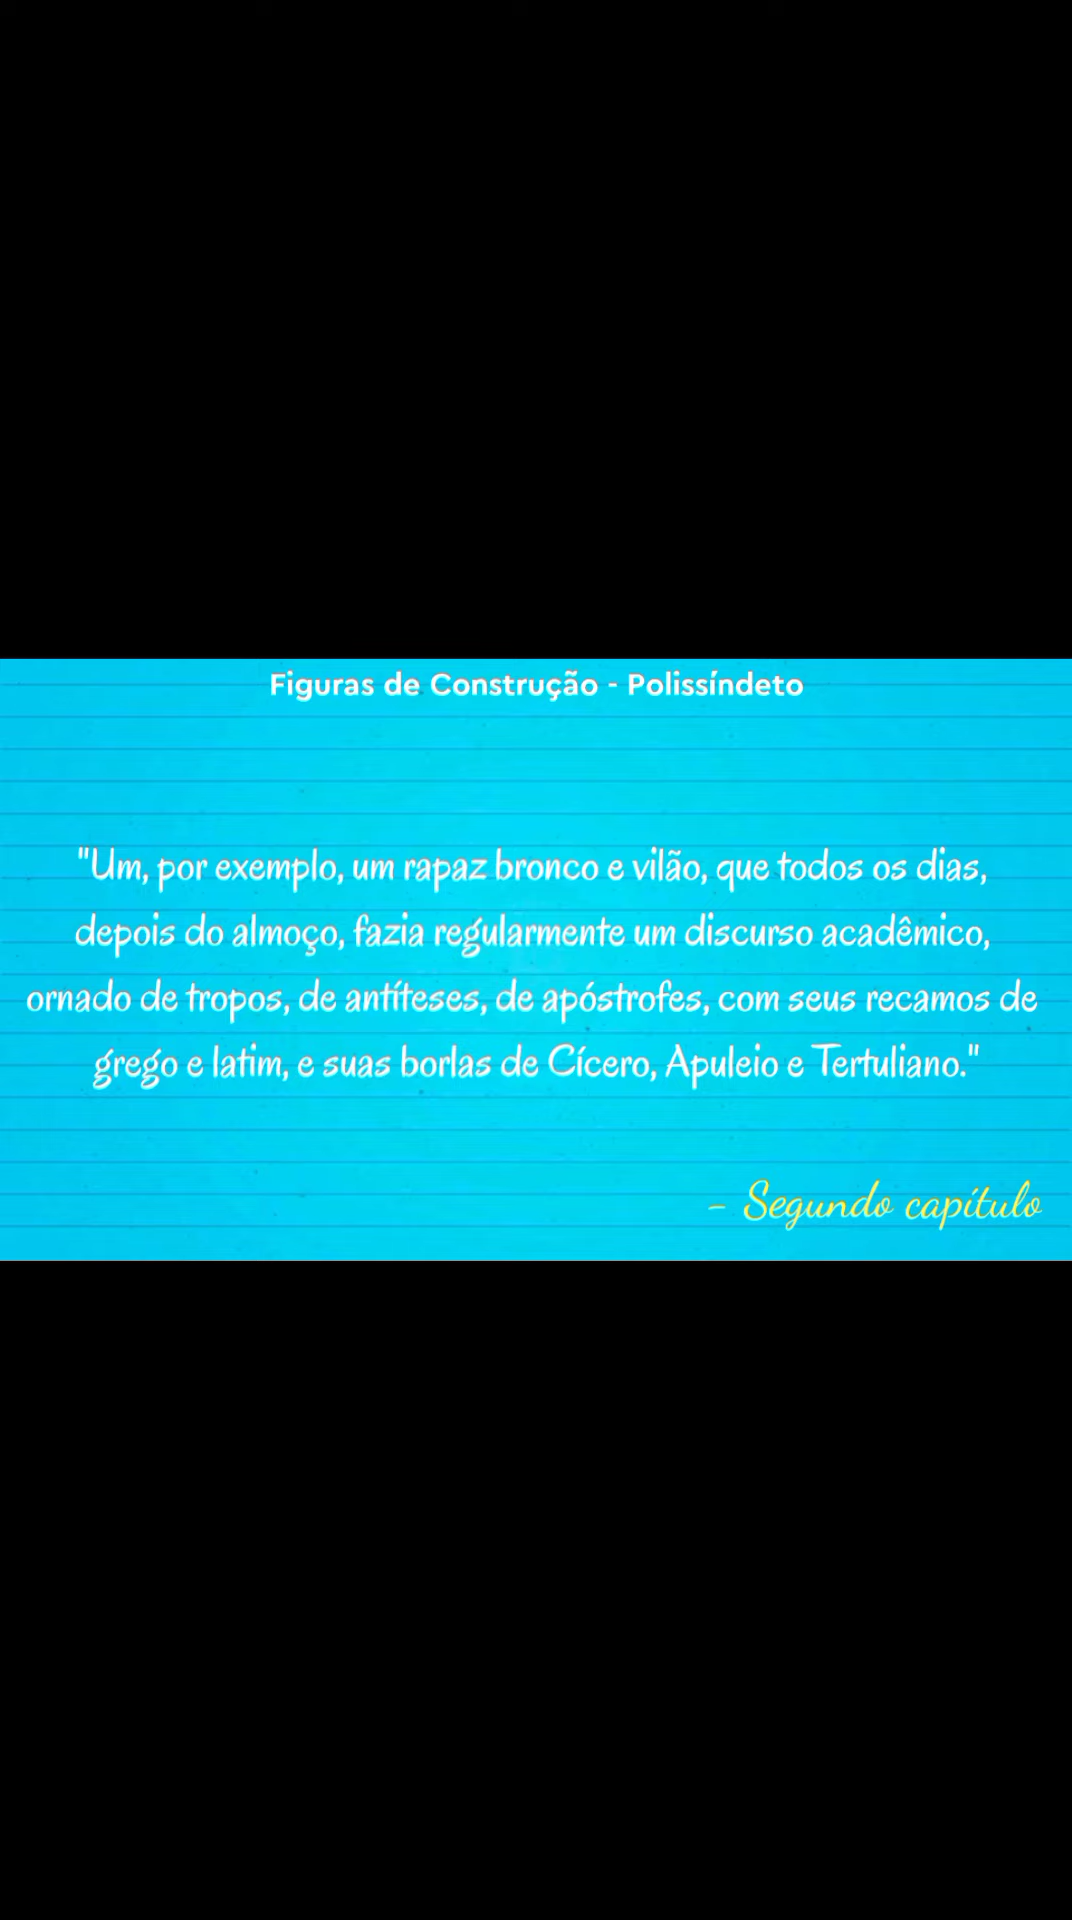 Figuras de Construção - Polissíndeto
"Um, por exemplo, um rapaz bronco e vilão, que todos os dias,
depois do almoço, fazia regularmente um discurso acadêmico,
ornado de tropos, de antíteses, de apóstrofes, com seus recamos de
grego e latim, e suas borlas de Cícero, Apuleio e Tertuliano."
- Segundo capítulo